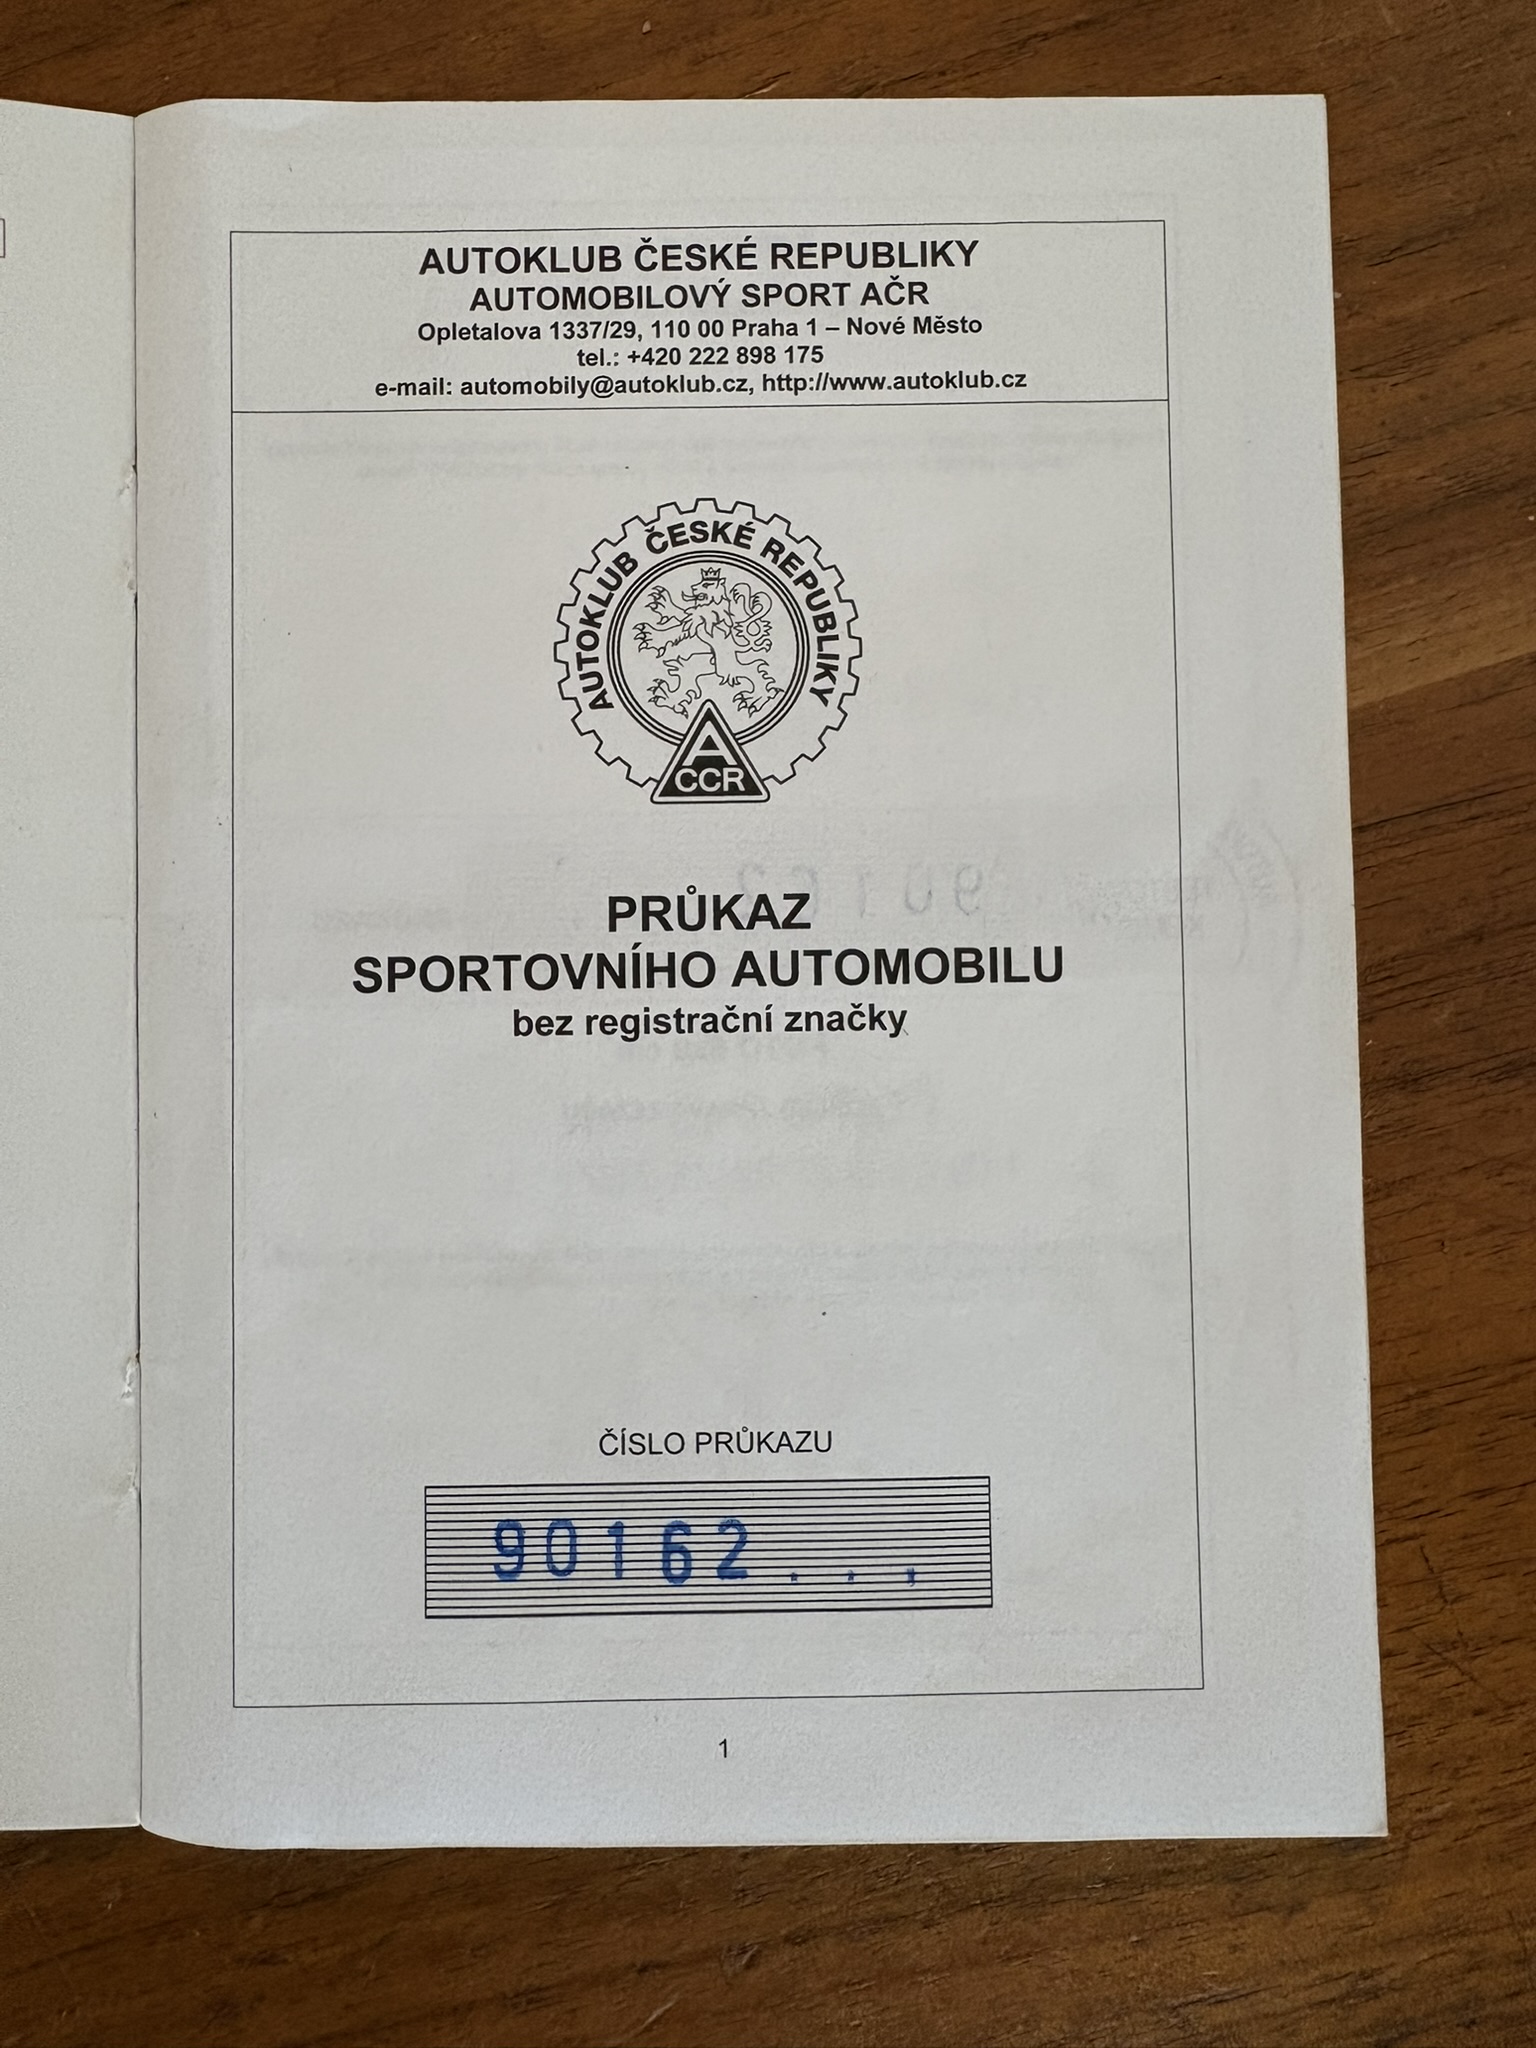 AUTOKLUB ČESKÉ REPUBLIKY
AUTOMOBILOVÝ SPORT AČR
Opletalova 1337/29, 110 00 Praha 1 – Nové Město
tel.: +420 222 898 175
e-mail: automobily@autoklub.cz, http://www.autoklub.cz
AUTOKLUB ČESKÉ REPUBLIKY
A
CCR
PRŮKAZ
SPORTOVNÍHO AUTOMOBILU
bez registrační značky
ČÍSLO PRŮKAZU
90162...
1